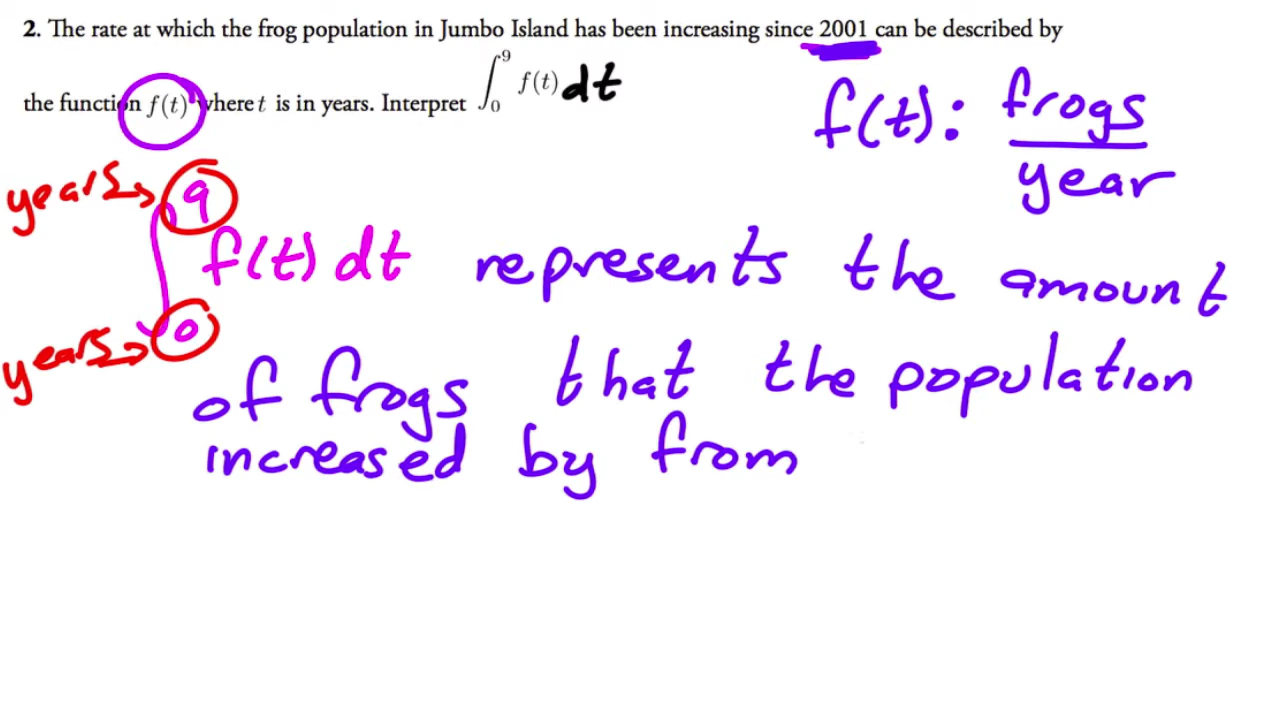 2. The rate at which the frog population in Jumbo Island has been increasing since 2001 can be described by
the function f(t) where t is in years. Interpret ∫₀⁹ f(t) dt
f(t): frogs
year
years→ 9
∫ f(t) dt represents the amount
years→ 0
of frogs that the population
increased by from